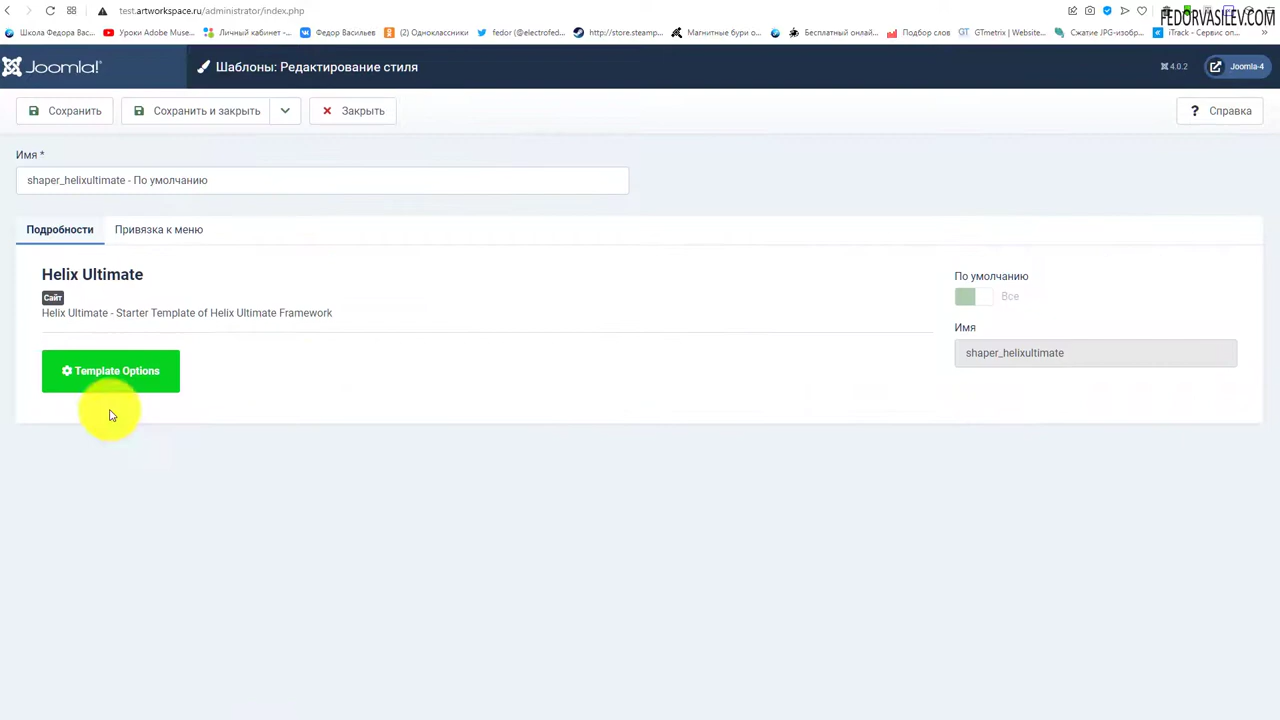 test.artworkspace.ru/administrator/index.php
FEDORVASILEV.COM
Школа Федора Вас...
Уроки Adobe Muse...
Личный кабинет -...
Федор Васильев
(2) Одноклассники
fedor (@electrofed...
http://store.steamp...
Магнитные бури о...
Бесплатный онлай...
Подбор слов
GTmetrix | Website...
Сжатие JPG-изобр...
iTrack - Сервис оп...
Joomla!®
Шаблоны: Редактирование стиля
4.0.2
Joomla-4
Сохранить
Сохранить и закрыть
Закрыть
? Справка
Имя *
shaper_helixultimate - По умолчанию
Подробности
Привязка к меню
Helix Ultimate
По умолчанию
Сайт
Все
Helix Ultimate - Starter Template of Helix Ultimate Framework
Имя
shaper_helixultimate
Template Options